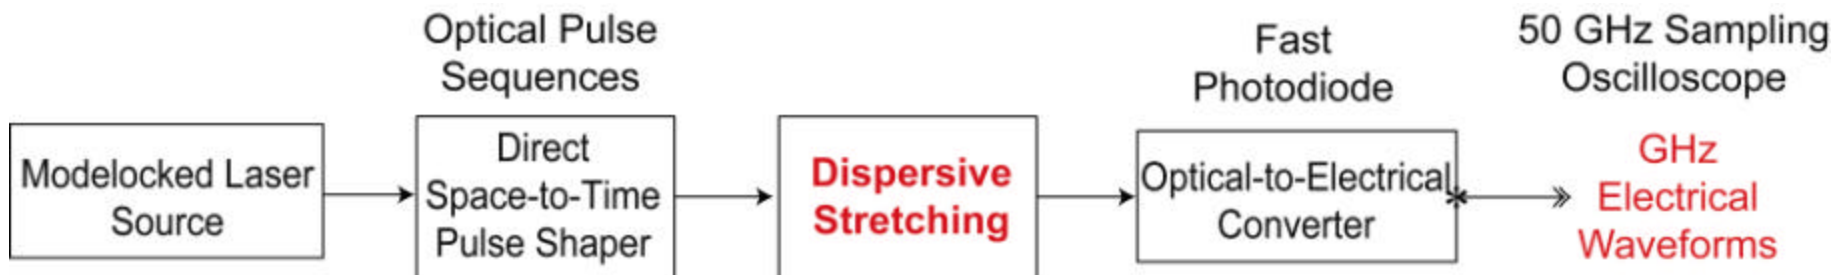 Optical Pulse
Sequences
Fast
Photodiode
50 GHz Sampling
Oscilloscope
Modelocked Laser
Source
Direct
Space-to-Time
Pulse Shaper
Dispersive
Stretching
Optical-to-Electrical
Converter
GHz
Electrical
Waveforms